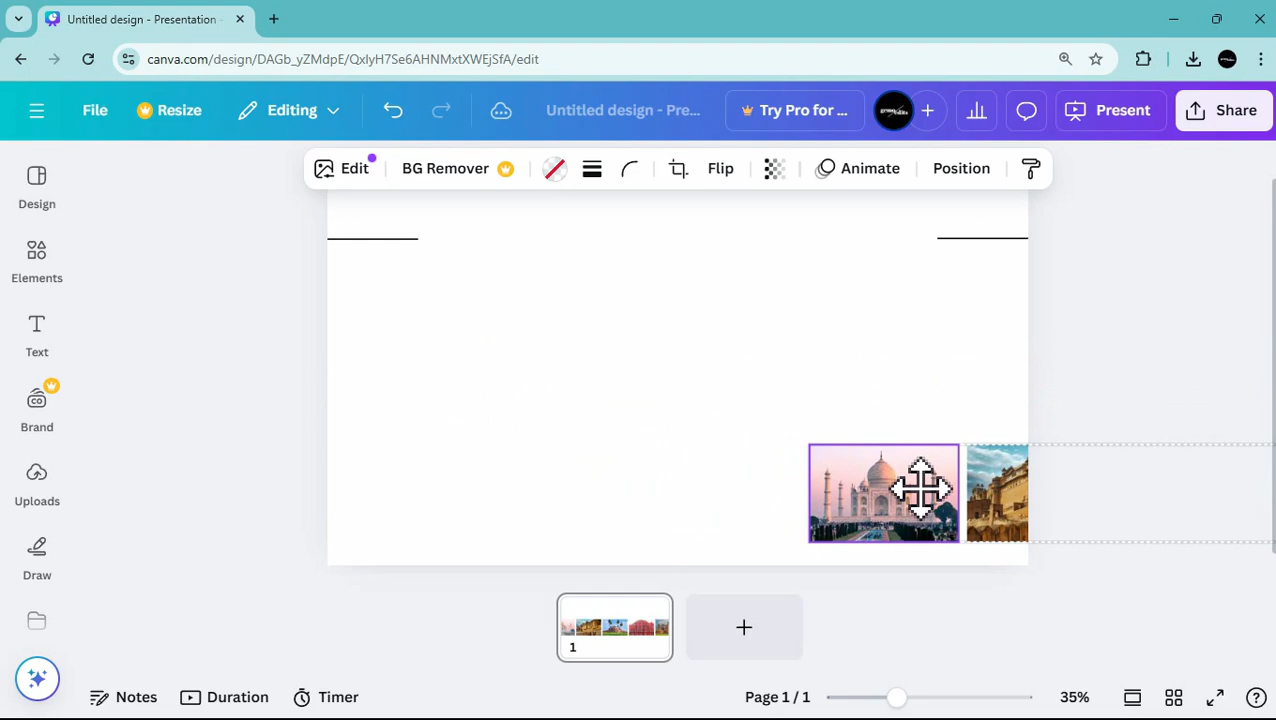 Untitled design - Presentation -
canva.com/design/DAGb_yZMdpE/QxlyH7Se6AHNMxtXWEjSfA/edit
File
Resize
Editing
Untitled design - Pre...
Try Pro for ...
Present
Share
Edit
BG Remover
Flip
Animate
Position
Design
Elements
Text
Brand
Uploads
Draw
1
Notes
Duration
Timer
Page 1 / 1
35%